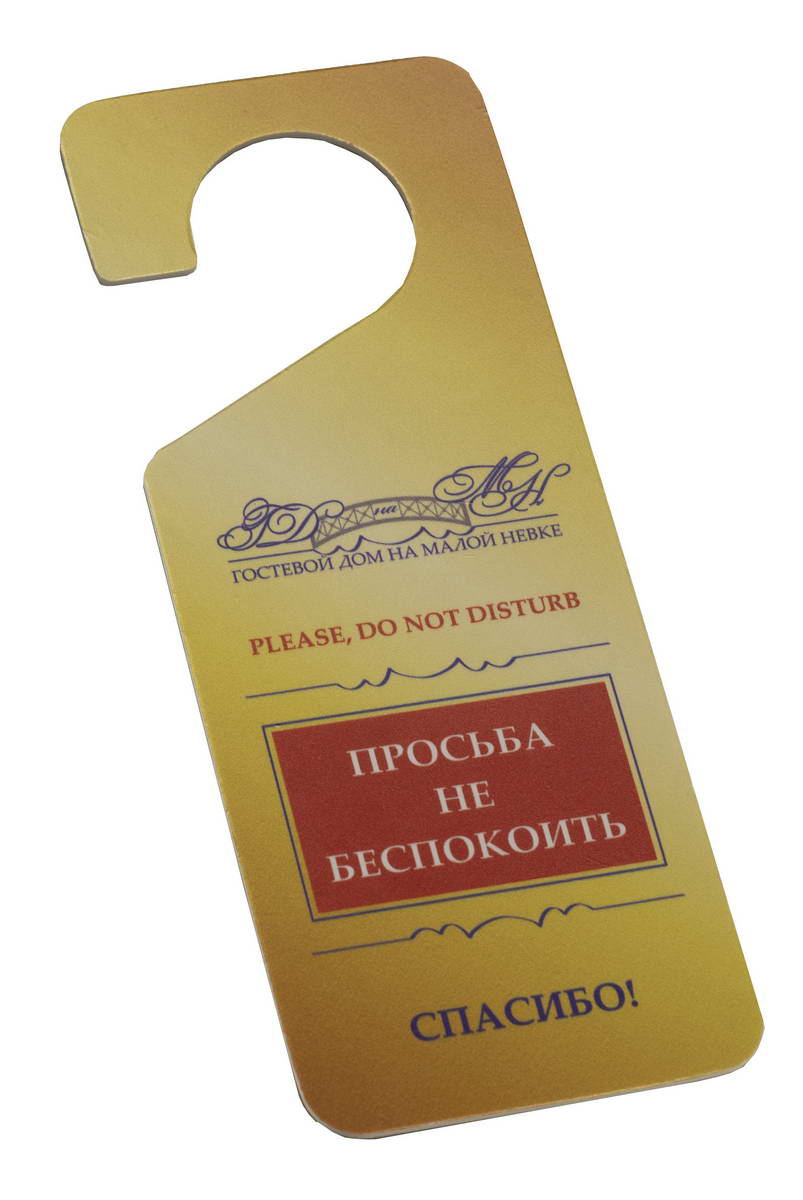 ГД на МН
ГОСТЕВОЙ ДОМ НА МАЛОЙ НЕВКЕ
PLEASE, DO NOT DISTURB
ПРОСЬБА
НЕ
БЕСПОКОИТЬ
СПАСИБО!